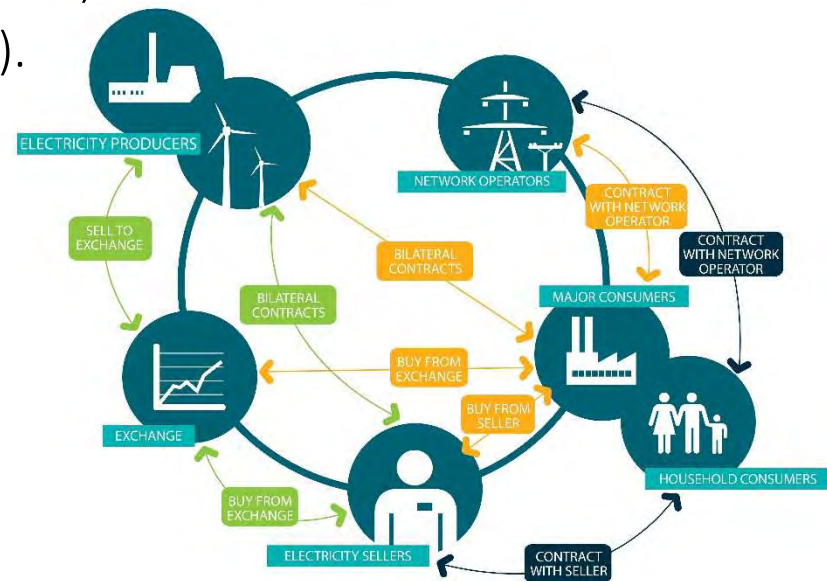 ).
ELECTRICITY PRODUCERS
NETWORK OPERATORS
CONTRACT
WITH NETWORK
OPERATOR
SELL TO
EXCHANGE
CONTRACT
WITH NETWORK
OPERATOR
BILATERAL
CONTRACTS
BILATERAL
CONTRACTS
MAJOR CONSUMERS
BUY FROM
EXCHANGE
BUY FROM
SELLER
EXCHANGE
HOUSEHOLD CONSUMERS
BUY FROM
EXCHANGE
ELECTRICITY SELLERS
CONTRACT
WITH SELLER